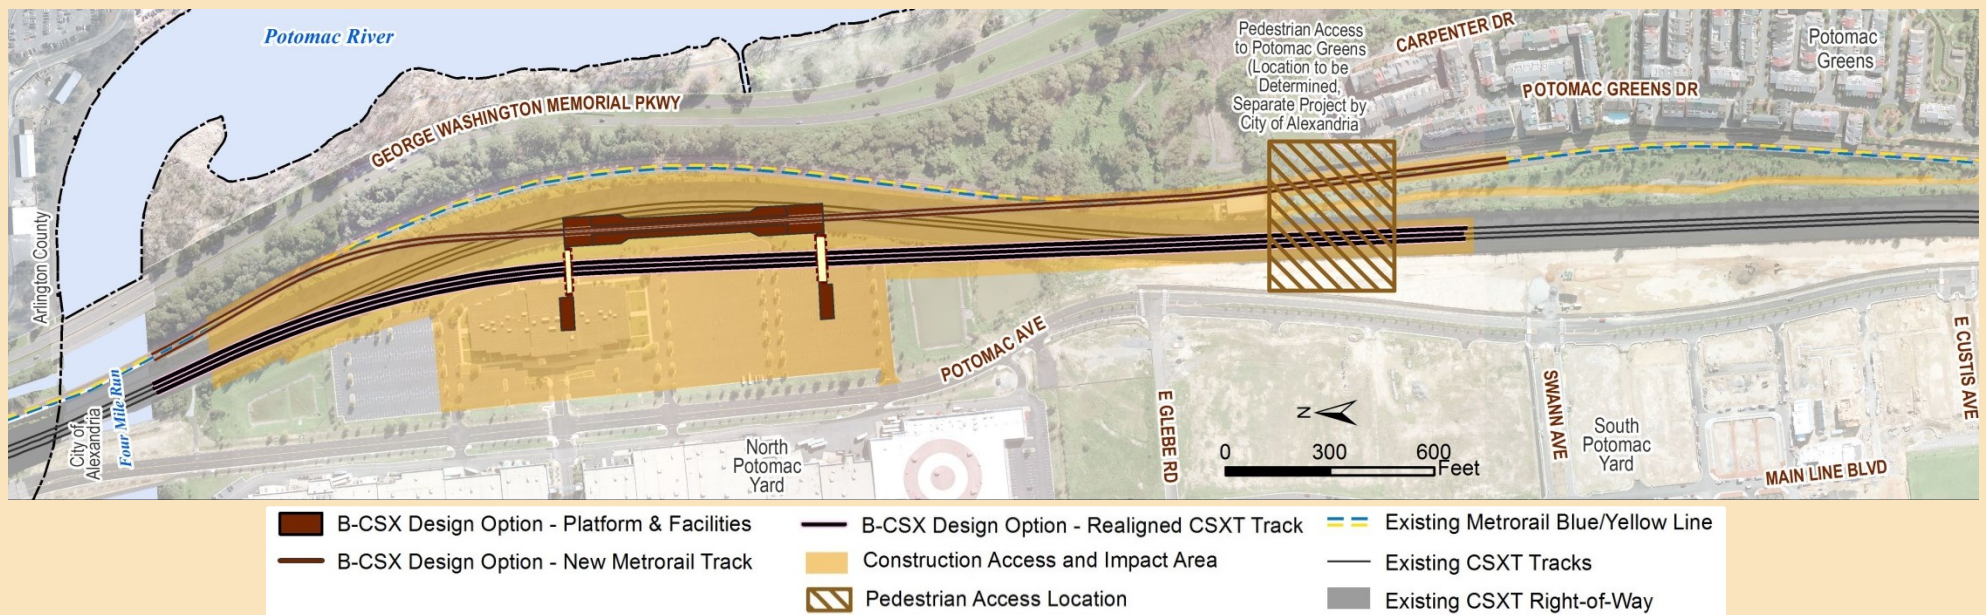 Potomac River
GEORGE WASHINGTON MEMORIAL PKWY
Pedestrian Access
to Potomac Greens
(Location to be
Determined,
Separate Project by
City of Alexandria
CARPENTER DR
POTOMAC GREENS DR
Potomac
Greens
Arlington County
City of
Alexandria
Four Mile Run
POTOMAC AVE
North
Potomac
Yard
E GLEBE RD
N
0 300 600
Feet
SWANN AVE
South
Potomac
Yard
MAIN LINE BLVD
E CUSTIS AVE
B-CSX Design Option - Platform & Facilities
B-CSX Design Option - New Metrorail Track
B-CSX Design Option - Realigned CSXT Track
Construction Access and Impact Area
Pedestrian Access Location
Existing Metrorail Blue/Yellow Line
Existing CSXT Tracks
Existing CSXT Right-of-Way